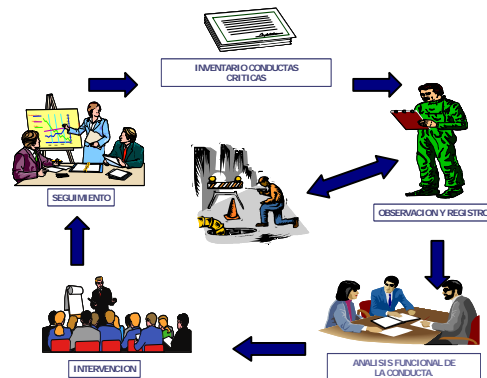 INVENTARIO CONDUCTAS
CRITICAS
SEGUIMIENTO
OBSERVACION Y REGISTRO
INTERVENCION
ANALISIS FUNCIONAL DE
LA CONDUCTA.